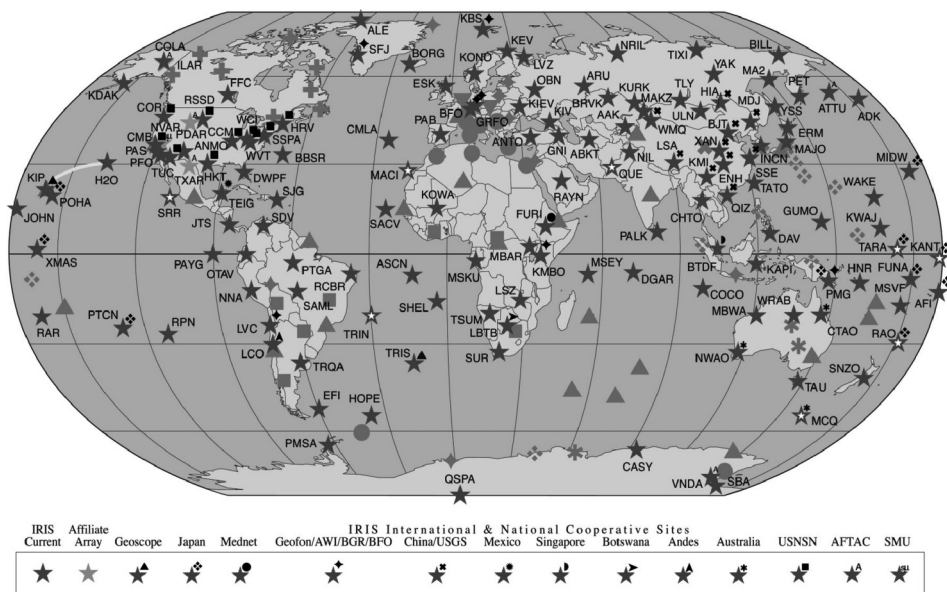 ALE
KBS
KEV
COLA
A
SFJ
BORG
KONO
LVZ
NRIL
TIXI
BILL
ILAR
FFC
ESK
OBN
ARU
YAK
MA2
PET
KDAK
KURK
TLY
HIA
A
COR
RSSD
BFO
GRFO
KIEV
BRVK
MAKZ
ULN
MDJ
YSS
ATTU
ADK
NVAR
PDAR
WCI
HRV
PAB
KIV
AAK
WMQ
BJT
ERM
CMB
µ
CCM
SSPA
CMLA
ANTO
GNI
ABKT
LSA
XAN
INCN
MAJO
PAS
ANMO
WVT
BBSR
NIL
KMI
SSE
MIDW
PFO
TUC
TXAR
HKT
DWPF
MACI
QUE
ENH
TATO
KIP
H2O
SRR
TEIG
SJG
KOWA
RAYN
CHTO
QIZ
WAKE
JOHN
POHA
JTS
SDV
SACV
FURI
PALK
GUMO
KWAJ
DAV
TARA
KANT
XMAS
PAYG
OTAV
PTGA
ASCN
MSKU
MBAR
KMBO
MSEY
DGAR
BTDF
KAPI
HNR
FUNA
NNA
RCBR
SAML
SHEL
LSZ
COCO
MBWA
WRAB
PMG
MSVF
AFI
RAR
PTCN
RPN
LVC
TRIN
TSUM
LBTB
CTAO
RAO
LCO
TRQA
TRIS
SUR
NWAO
SNZO
TAU
EFI
HOPE
MCQ
PMSA
CASY
QSPA
VNDA
A
SBA
IRIS International & National Cooperative Sites
IRIS Affiliate
Current Array Geoscope Japan Mednet Geofon/AWI/BGR/BFO China/USGS Mexico Singapore Botswana Andes Australia USNSN AFTAC SMU
A